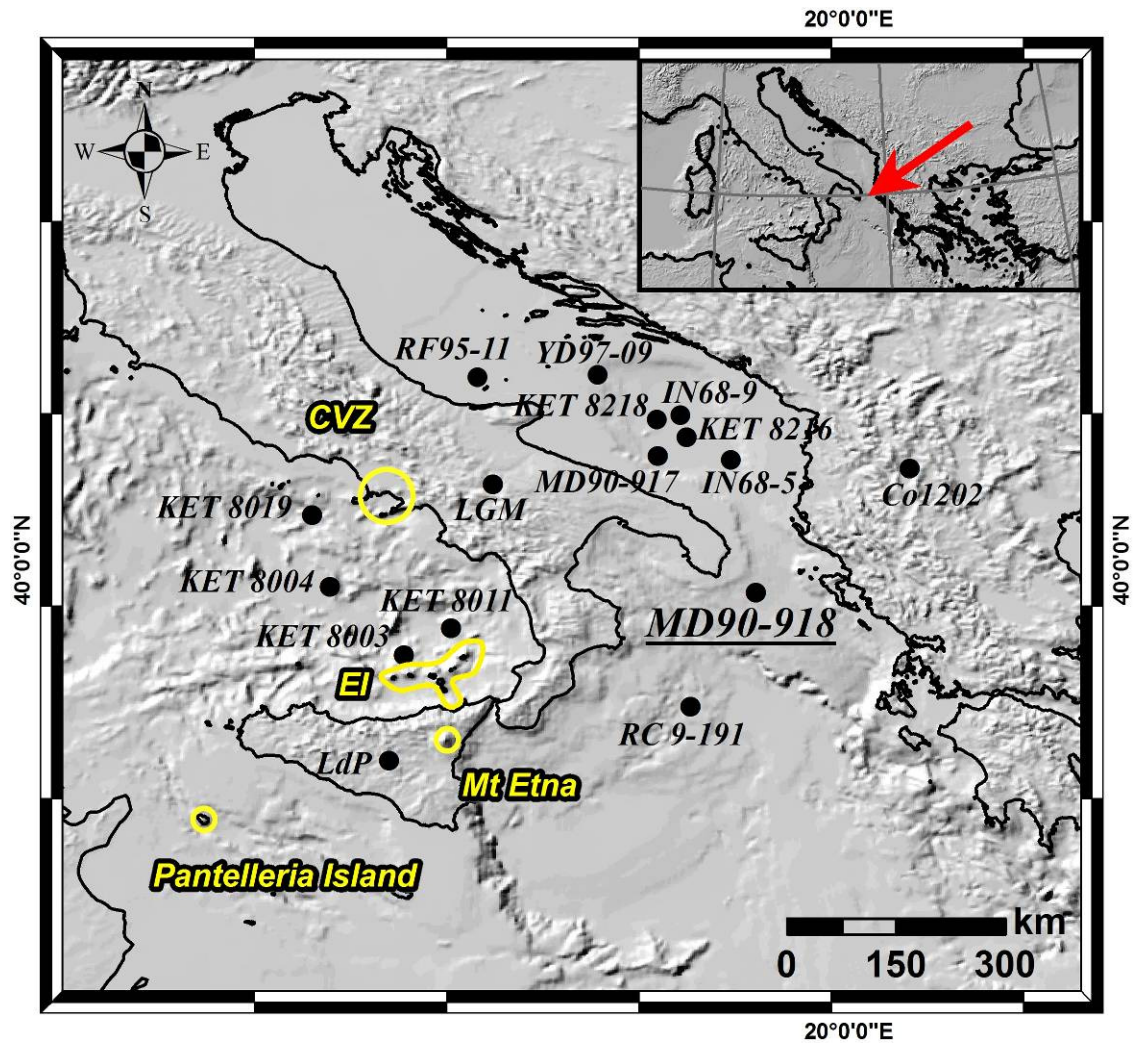 20°0'0"E
N
W
E
S
RF95-11
YD97-09
IN68-9
KET 8218
KET 8216
CVZ
MD90-917
IN68-5
Co1202
KET 8019
LGM
40°0'0"N
40°0'0"N
KET 8004
KET 8011
KET 8003
MD90-918
EI
RC 9-191
LdP
Mt Etna
Pantelleria Island
km
0 150 300
20°0'0"E